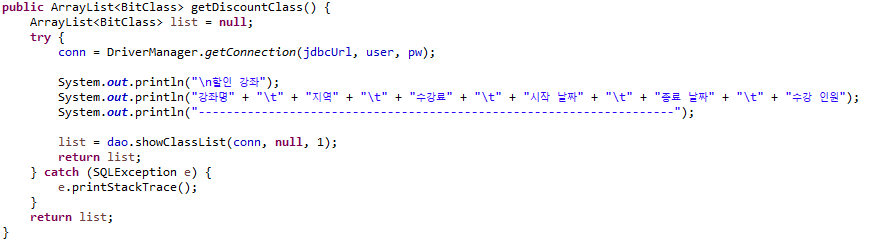 public ArrayList<BitClass> getDiscountClass() {
    ArrayList<BitClass> list = null;
    try {
        conn = DriverManager.getConnection(jdbcUrl, user, pw);

        System.out.println("\n할인 강좌");
        System.out.println("강좌명" + "\t" + "지역" + "\t" + "수강료" + "\t" + "시작 날짜" + "\t" + "종료 날짜" + "\t" + "수강 인원");
        System.out.println("--------------------------------------------------------------------");

        list = dao.showClassList(conn, null, 1);
        return list;
    } catch (SQLException e) {
        e.printStackTrace();
    }
    return list;
}